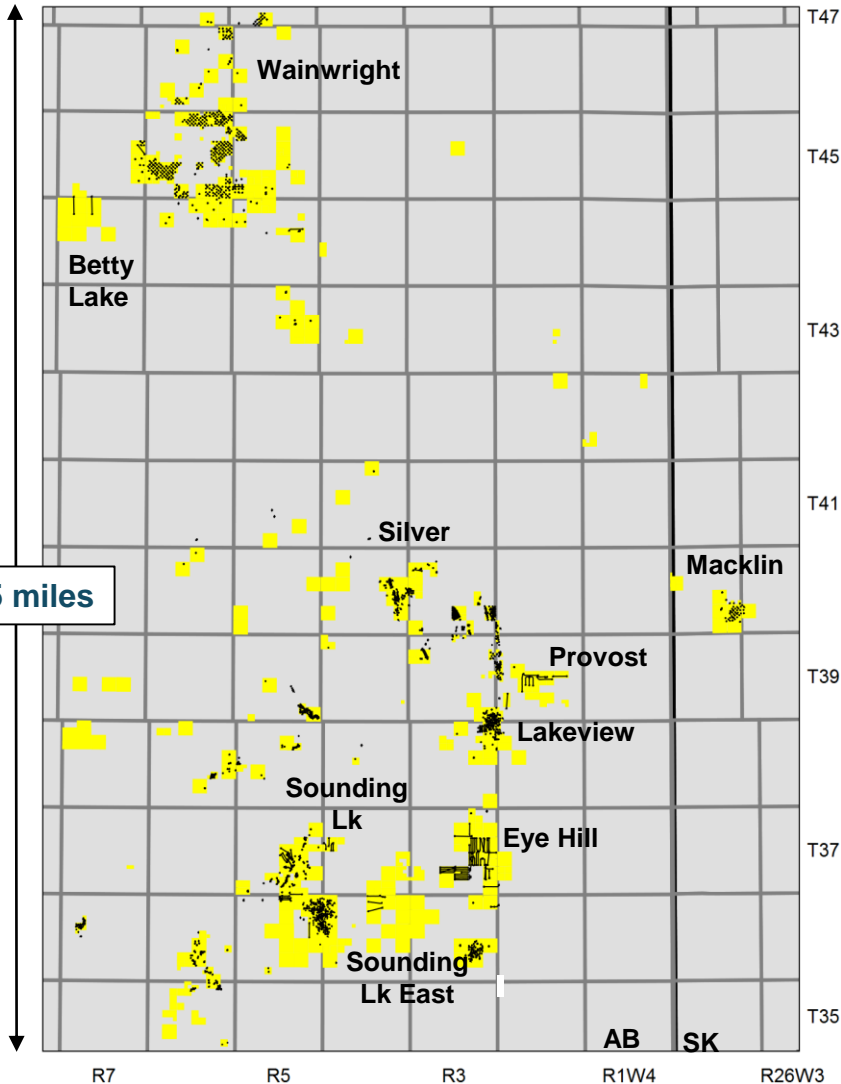 T47
Wainwright
T45
Betty
Lake
T43
T41
Silver
Macklin
miles
Provost
T39
Lakeview
Sounding
Lk
Eye Hill
T37
Sounding
Lk East
T35
AB
SK
R7
R5
R3
R1W4
R26W3